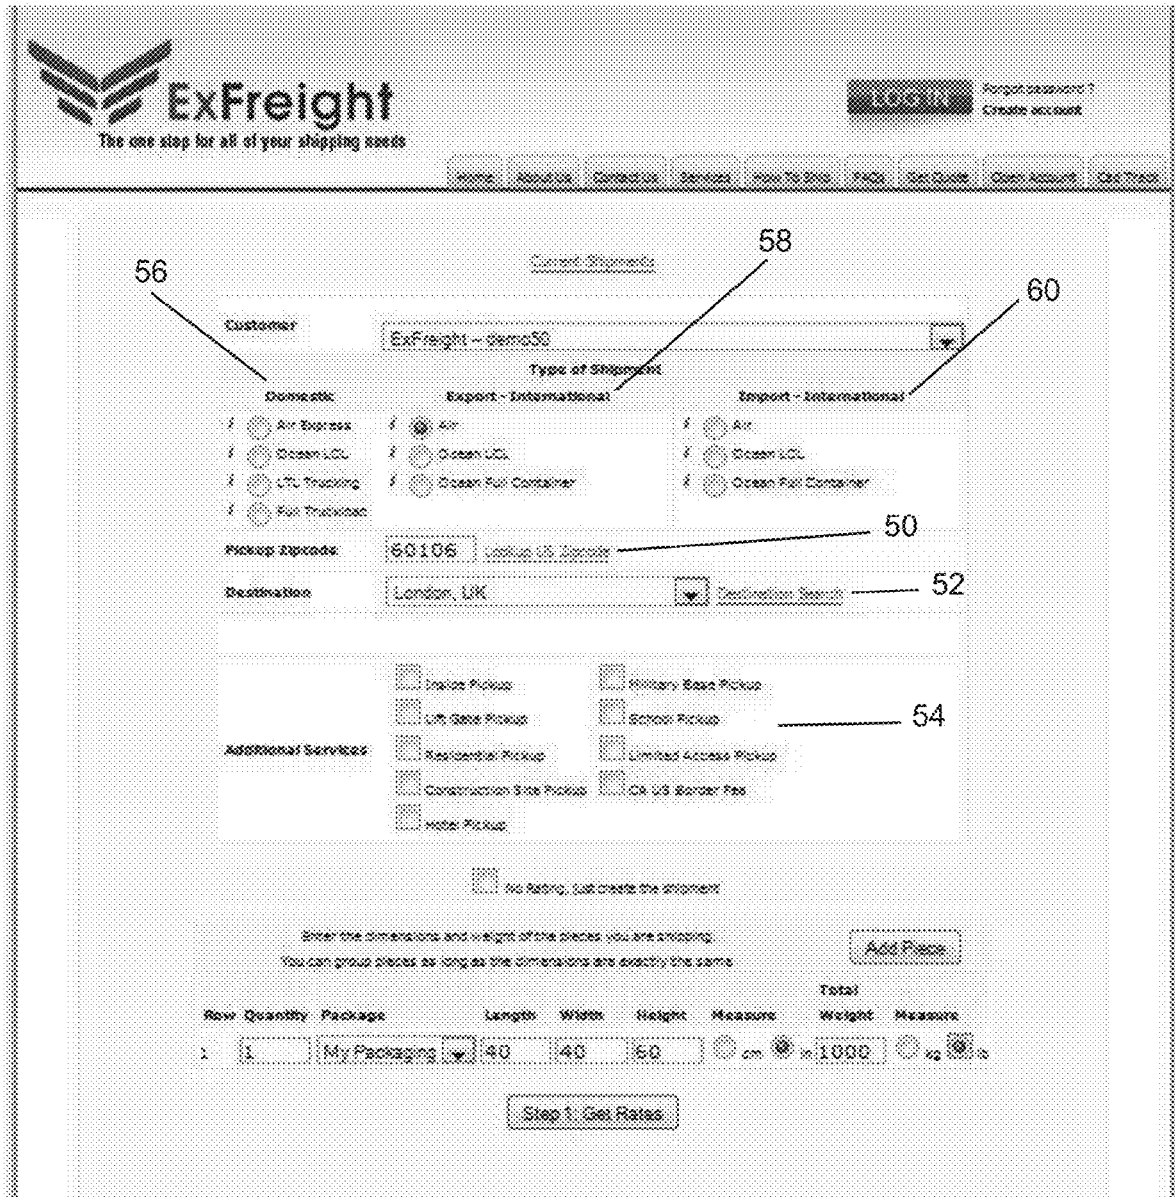 ExFreight
The one stop for all of your shipping needs
LOG IN
Forgot password ?
Create account
Home About Us Contact Us Services How To Ship FAQs Get Quote Open Account C&C Track
Current Shipments
58
56
60
Customer ExFreight – demo50
Type of Shipment
Domestic Export - International Import - International
i Air Express i Air i Air
i Ocean LCL i Ocean LCL i Ocean LCL
i LTL Trucking i Ocean Full Container i Ocean Full Container
i Full Truckload
50
Pickup Zipcode 60106 Lookup US Zipcode
Destination London, UK Destination Search 52
Inside Pickup Military Base Pickup
Lift Gate Pickup School Pickup 54
Additional Services Residential Pickup Limited Access Pickup
Construction Site Pickup CA US Border Fee
Hotel Pickup
No Rating, just create the shipment
Enter the dimensions and weight of the pieces you are shipping.
You can group pieces as long as the dimensions are exactly the same
Add Piece
Total
Row Quantity Package Length Width Height Measure Weight Measure
1 1 My Packaging 40 40 60 cm in 1000 kg lb
Step 1: Get Rates